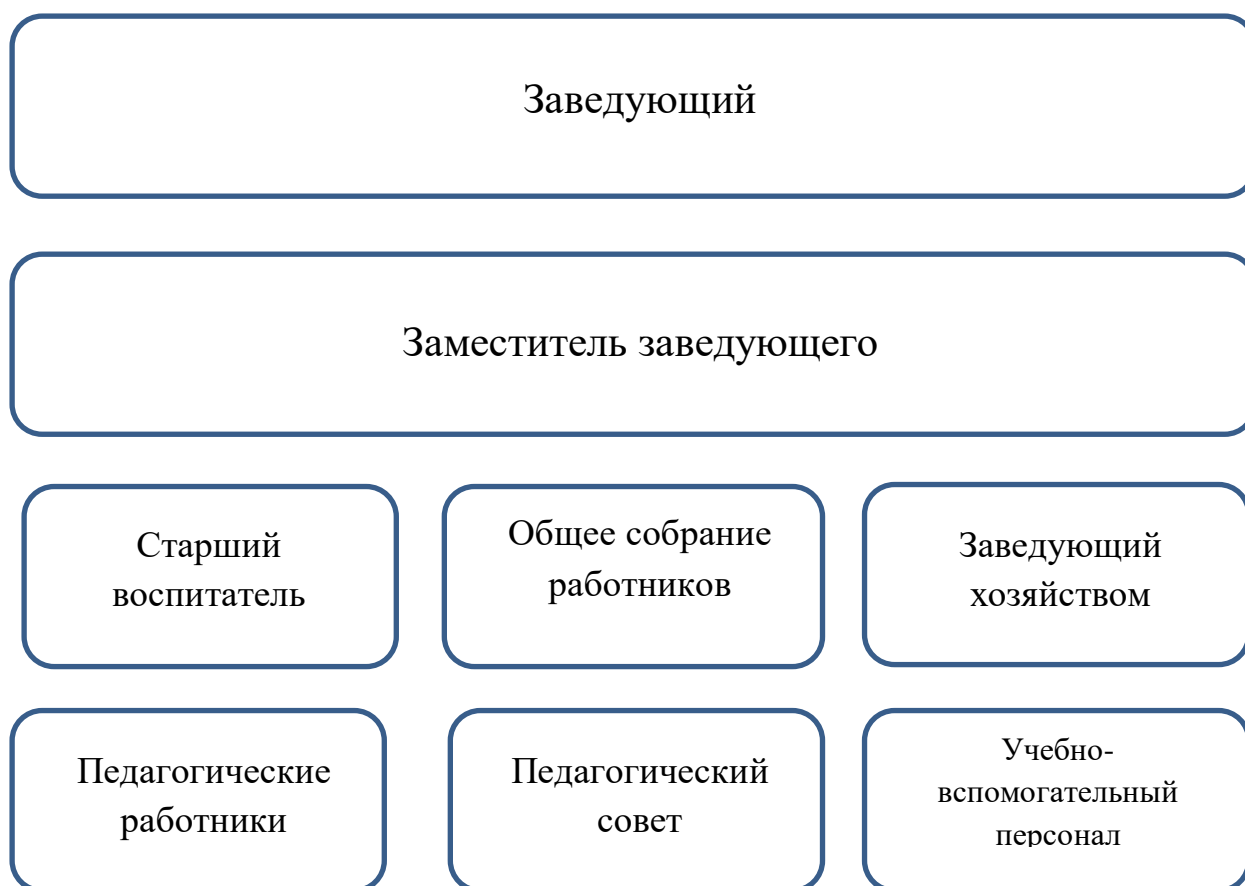 Заведующий
Заместитель заведующего
Старший
воспитатель
Общее собрание
работников
Заведующий
хозяйством
Педагогические
работники
Педагогический
совет
Учебно-
вспомогательный
персонал